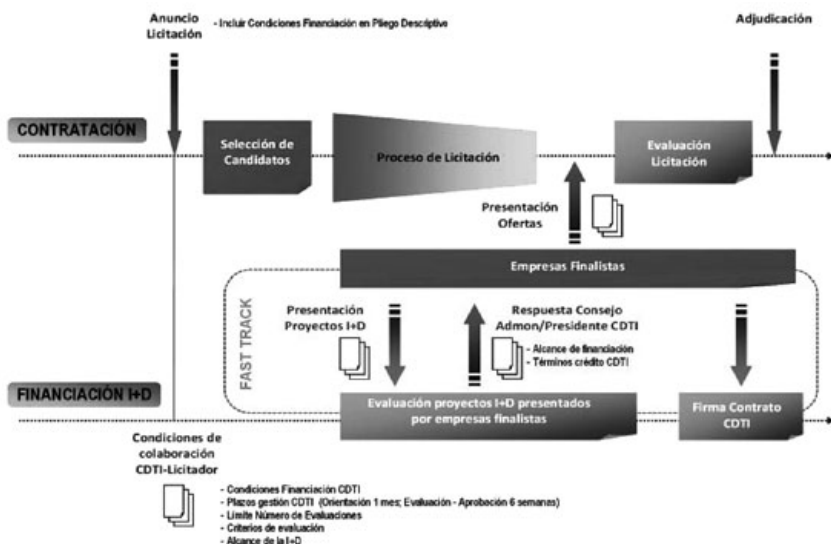 Anuncio
Licitación
- Incluir Condiciones Financiación en Pliego Descriptivo
Adjudicación
CONTRATACIÓN
Selección de
Candidatos
Proceso de Licitación
Evaluación
Licitación
Presentación
Ofertas
Empresas Finalistas
FAST TRACK
Presentación
Proyectos I+D
Respuesta Consejo
Admon/Presidente CDTI
- Alcance de financiación
- Términos crédito CDTI
FINANCIACIÓN I+D
Evaluación proyectos I+D presentados
por empresas finalistas
Firma Contrato
CDTI
Condiciones de
colaboración
CDTI-Licitador
- Condiciones Financiación CDTI
- Plazos gestión CDTI (Orientación 1 mes; Evaluación - Aprobación 6 semanas)
- Limite Número de Evaluaciones
- Criterios de evaluación
- Alcance de la I+D